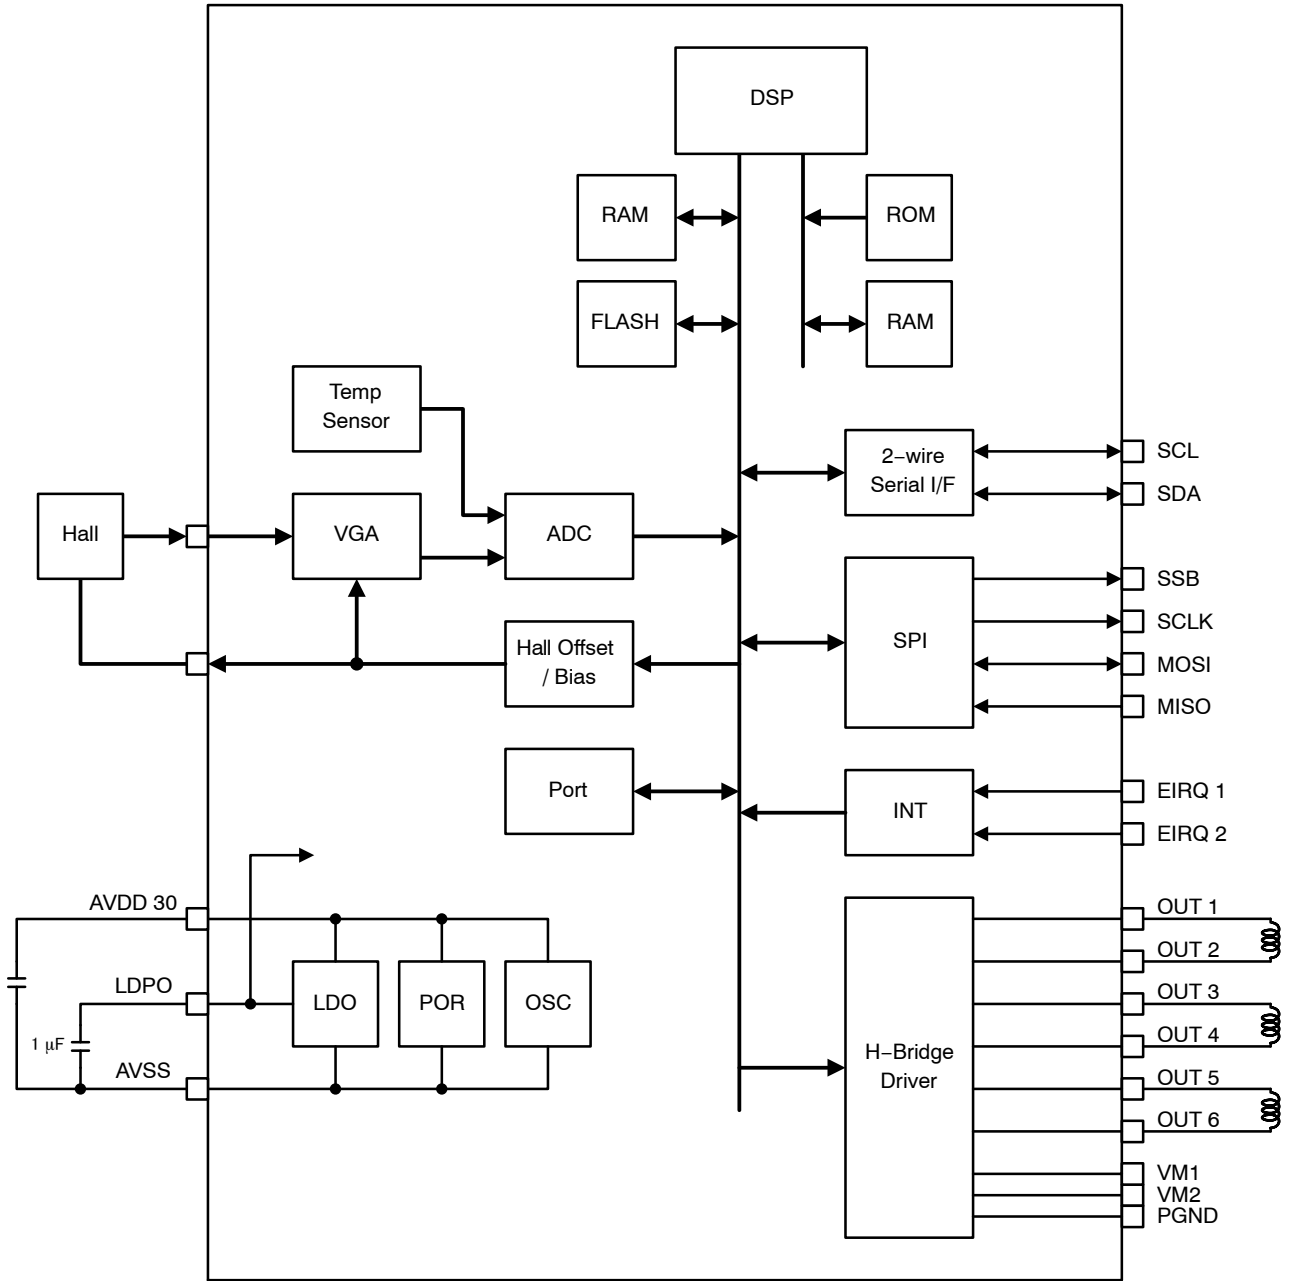 DSP
RAM
ROM
FLASH
RAM
Temp
Sensor
2−wire
Serial I/F
SCL
SDA
Hall
VGA
ADC
SSB
SCLK
MOSI
MISO
SPI
Hall Offset
/ Bias
Port
INT
EIRQ 1
EIRQ 2
AVDD 30
LDPO
1 μF
AVSS
LDO
POR
OSC
H−Bridge
Driver
OUT 1
OUT 2
OUT 3
OUT 4
OUT 5
OUT 6
VM1
VM2
PGND